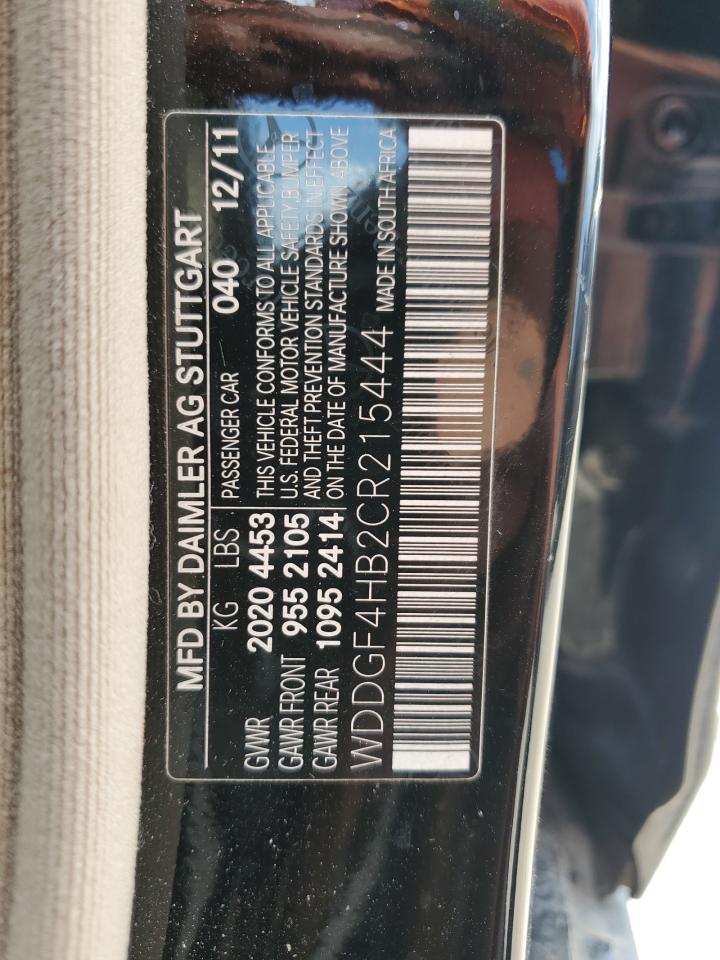 MFD BY DAIMLER AG STUTTGART
KG LBS PASSENGER CAR 040 12/11
GVWR 2020 4453 THIS VEHICLE CONFORMS TO ALL APPLICABLE
GAWR FRONT 955 2105 U.S. FEDERAL MOTOR VEHICLE SAFETY, BUMPER
GAWR REAR 1095 2414 AND THEFT PREVENTION STANDARDS IN EFFECT
ON THE DATE OF MANUFACTURE SHOWN ABOVE
WDDGF4HB2CR215444 MADE IN SOUTH AFRICA